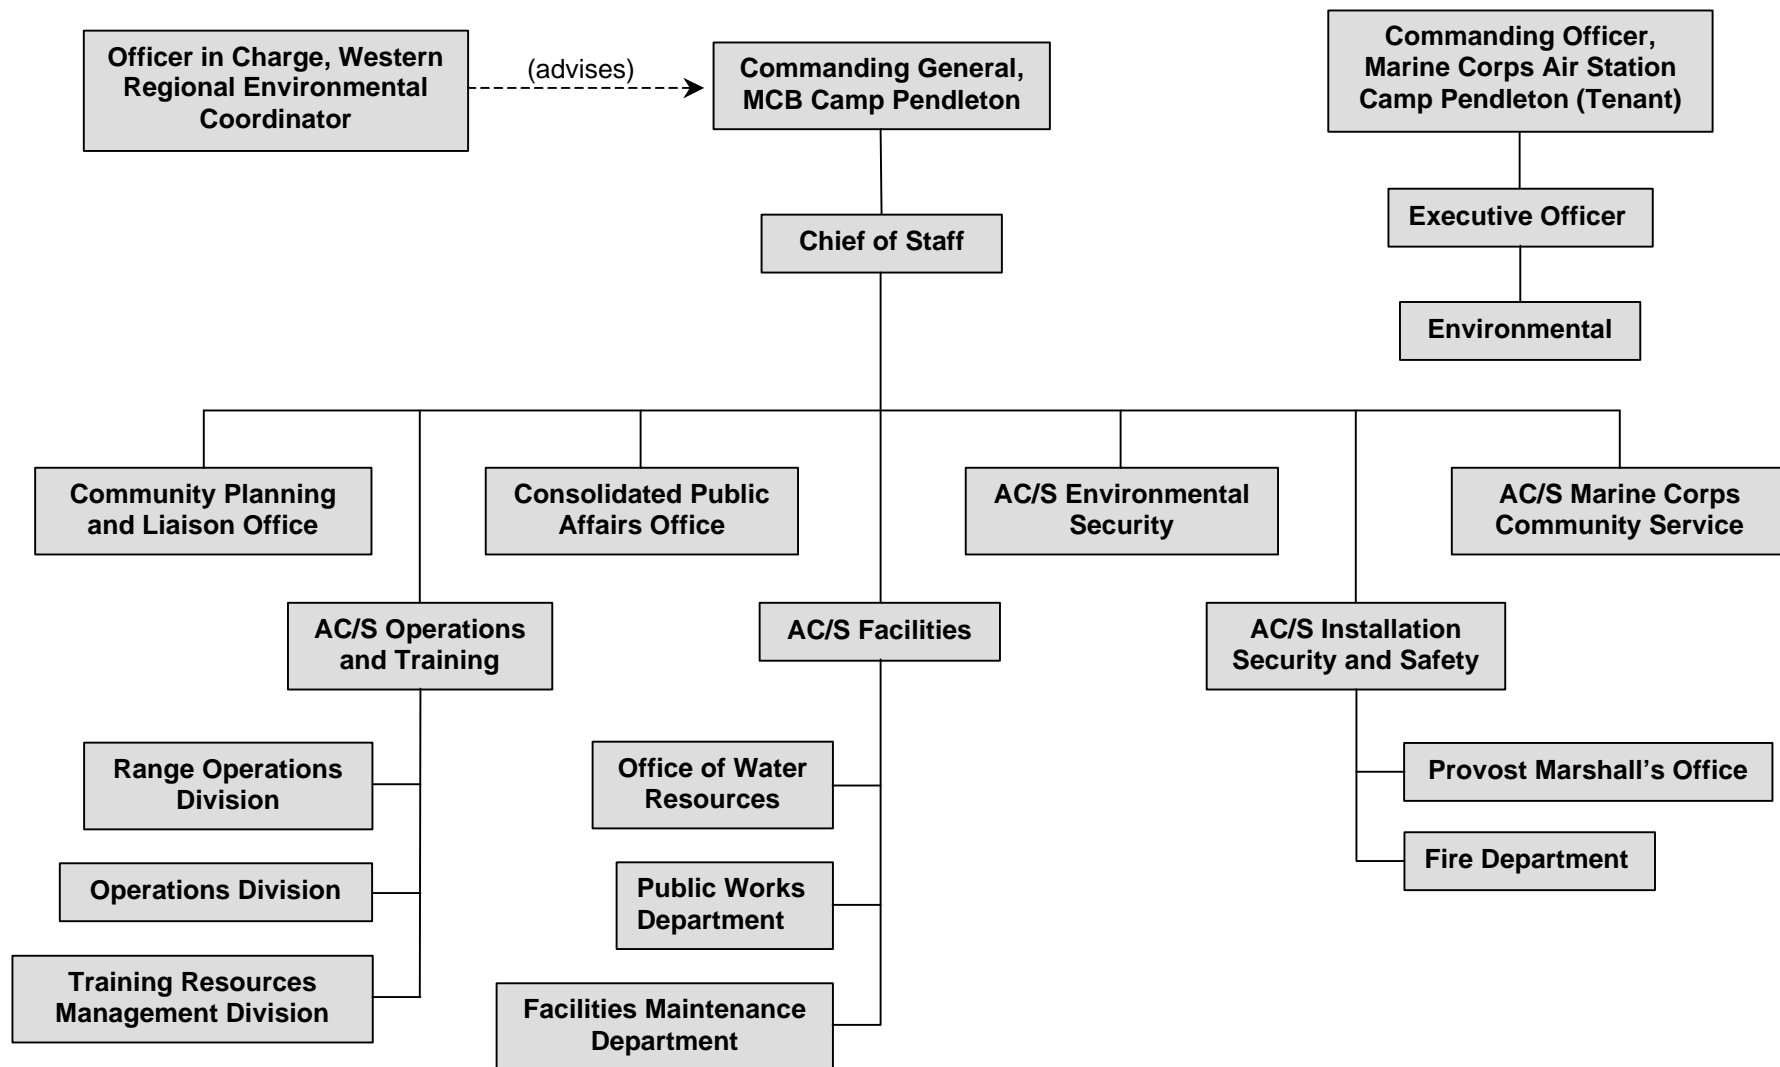 Officer in Charge, Western
Regional Environmental
Coordinator
(advises)
Commanding General,
MCB Camp Pendleton
Commanding Officer,
Marine Corps Air Station
Camp Pendleton (Tenant)
Executive Officer
Chief of Staff
Environmental
Community Planning
and Liaison Office
Consolidated Public
Affairs Office
AC/S Environmental
Security
AC/S Marine Corps
Community Service
AC/S Operations
and Training
AC/S Facilities
AC/S Installation
Security and Safety
Range Operations
Division
Office of Water
Resources
Provost Marshall’s Office
Operations Division
Public Works
Department
Fire Department
Training Resources
Management Division
Facilities Maintenance
Department